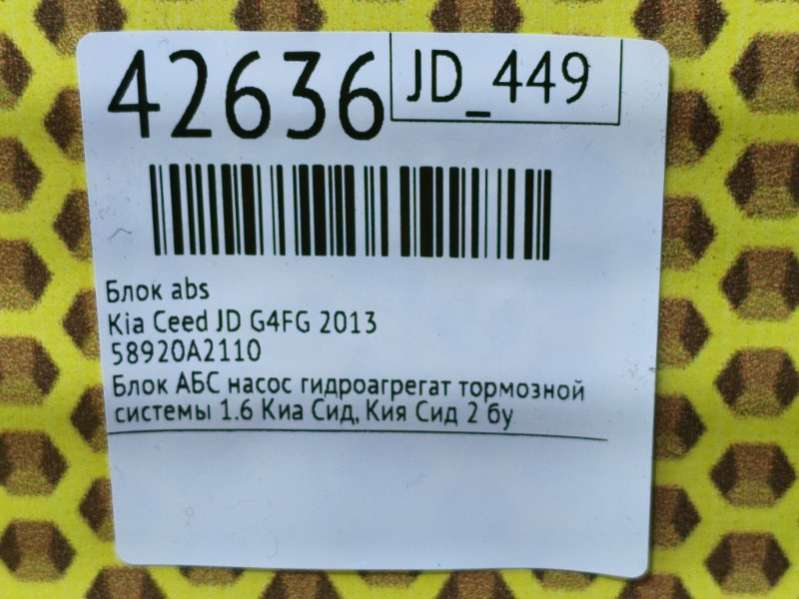 42636
JD_449
Блок abs
Kia Ceed JD G4FG 2013
58920A2110
Блок АБС насос гидроагрегат тормозной
системы 1.6 Киа Сид, Кия Сид 2 бу